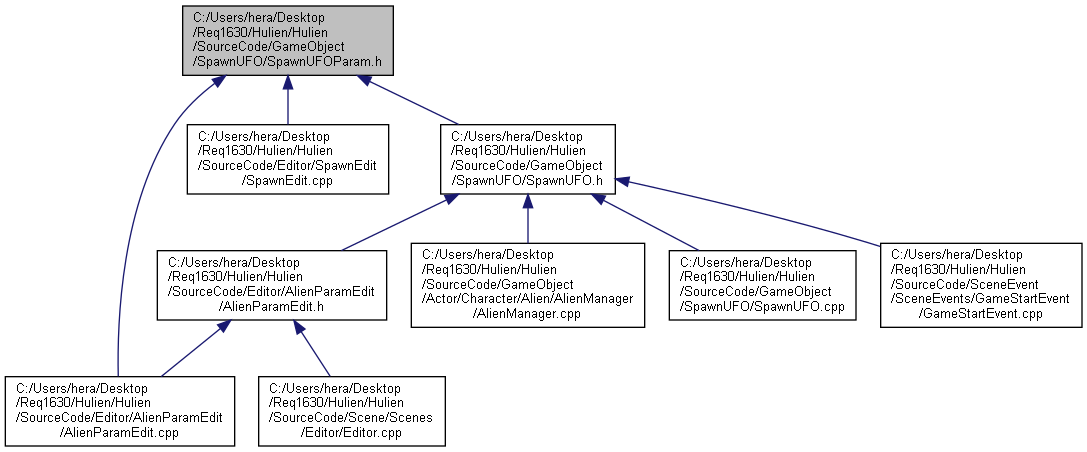 C:/Users/hera/Desktop
/Req1630/Hulien/Hulien
/SourceCode/GameObject
/SpawnUFO/SpawnUFOParam.h
C:/Users/hera/Desktop
/Req1630/Hulien/Hulien
/SourceCode/Editor/SpawnEdit
/SpawnEdit.cpp
C:/Users/hera/Desktop
/Req1630/Hulien/Hulien
/SourceCode/GameObject
/SpawnUFO/SpawnUFO.h
C:/Users/hera/Desktop
/Req1630/Hulien/Hulien
/SourceCode/Editor/AlienParamEdit
/AlienParamEdit.h
C:/Users/hera/Desktop
/Req1630/Hulien/Hulien
/SourceCode/GameObject
/Actor/Character/Alien/AlienManager
/AlienManager.cpp
C:/Users/hera/Desktop
/Req1630/Hulien/Hulien
/SourceCode/GameObject
/SpawnUFO/SpawnUFO.cpp
C:/Users/hera/Desktop
/Req1630/Hulien/Hulien
/SourceCode/SceneEvent
/SceneEvents/GameStartEvent
/GameStartEvent.cpp
C:/Users/hera/Desktop
/Req1630/Hulien/Hulien
/SourceCode/Editor/AlienParamEdit
/AlienParamEdit.cpp
C:/Users/hera/Desktop
/Req1630/Hulien/Hulien
/SourceCode/Scene/Scenes
/Editor/Editor.cpp